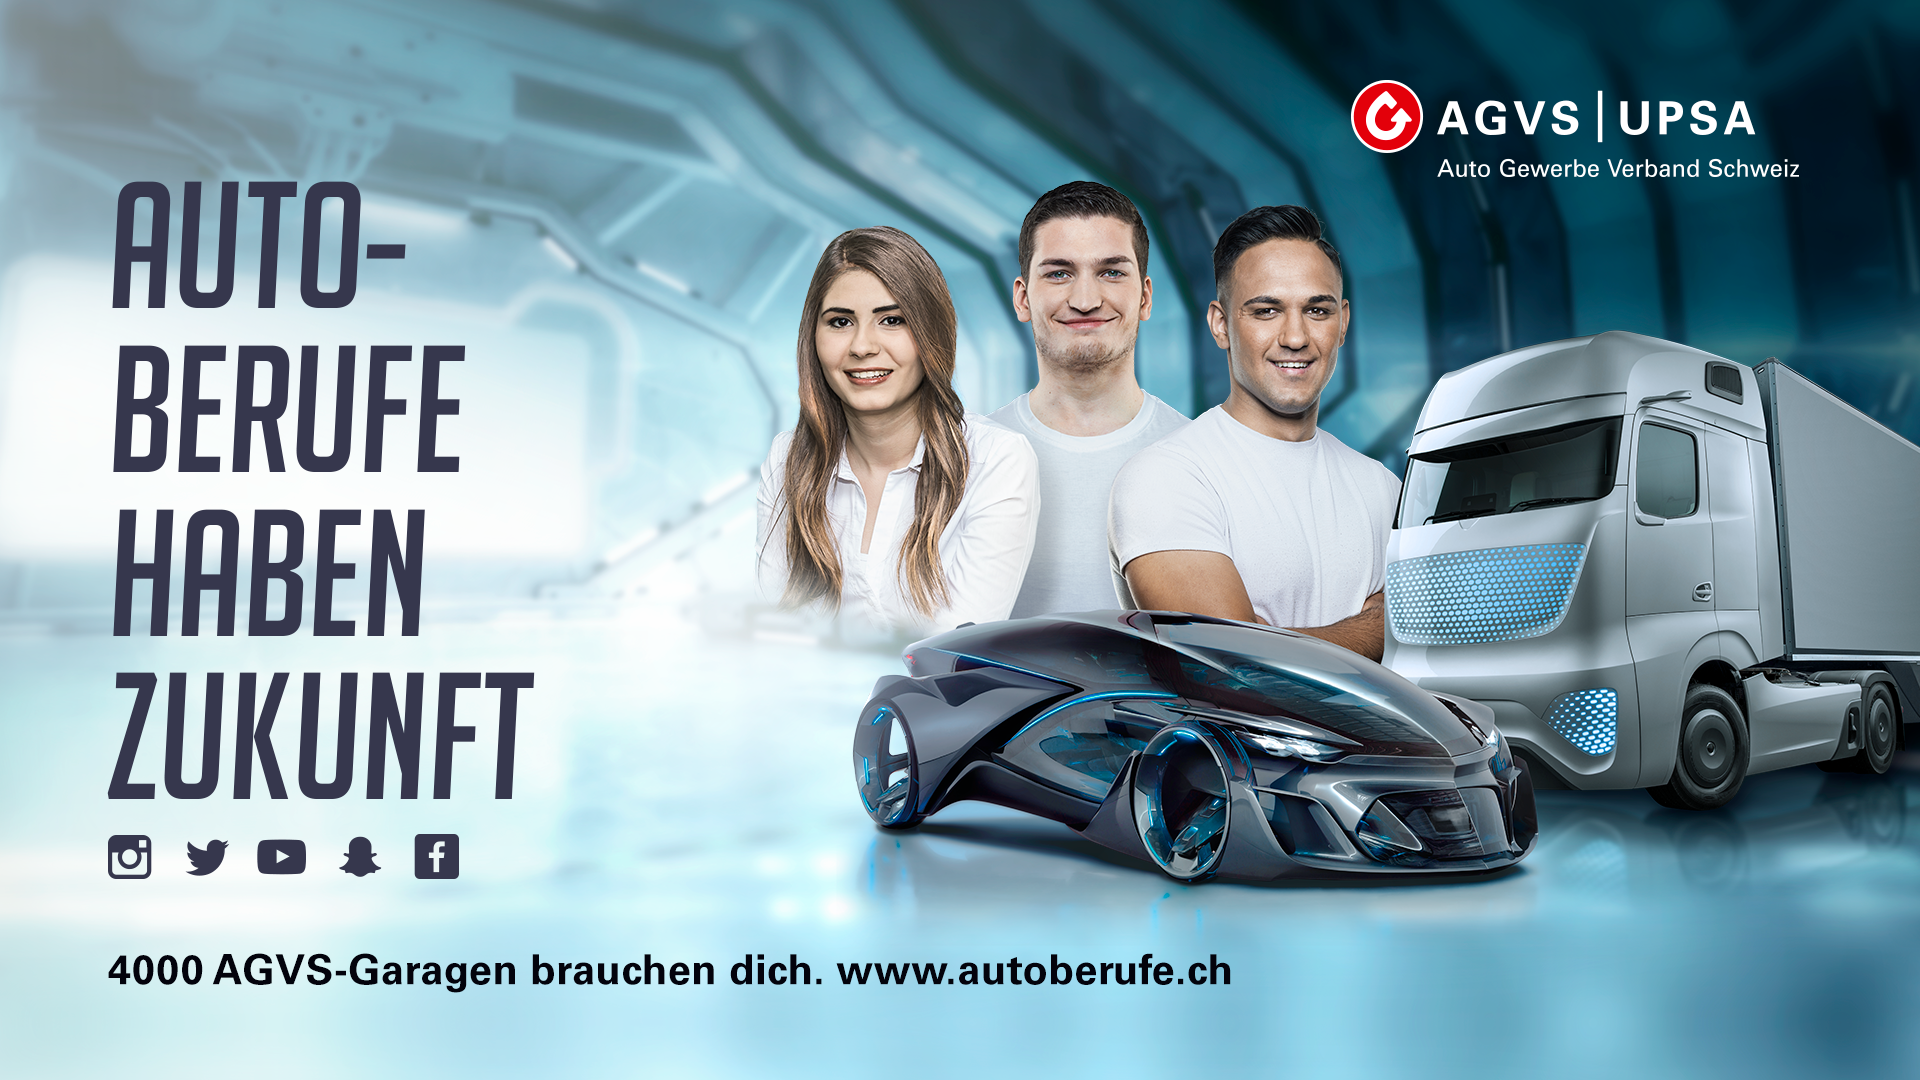 AGVS | UPSA
Auto Gewerbe Verband Schweiz
AUTO-
BERUFE
HABEN
ZUKUNFT
4000 AGVS-Garagen brauchen dich. www.autoberufe.ch